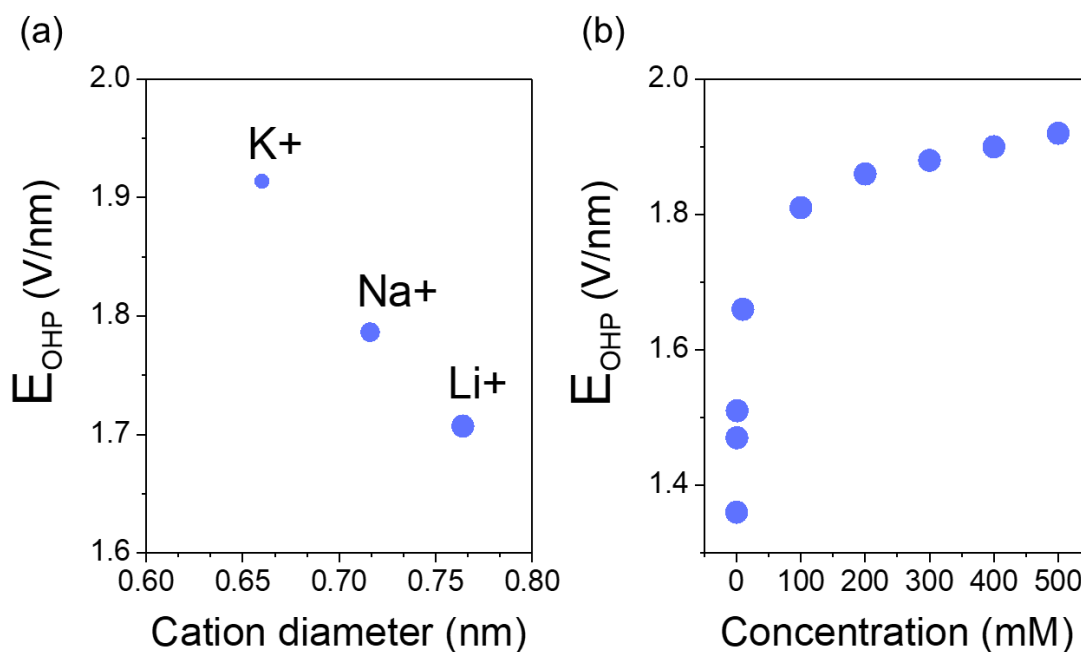 (a)
2.0
1.9
1.8
1.7
1.6
E_OHP (V/nm)
K+
Na+
Li+
0.60 0.65 0.70 0.75 0.80
Cation diameter (nm)
(b)
2.0
1.8
1.6
1.4
E_OHP (V/nm)
0 100 200 300 400 500
Concentration (mM)